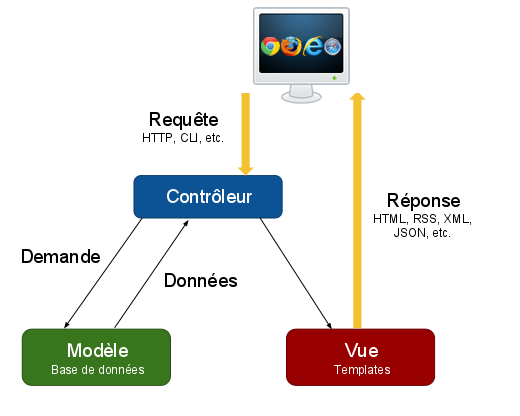 Requête
HTTP, CLI, etc.
Contrôleur
Réponse
HTML, RSS, XML,
JSON, etc.
Demande
Données
Modèle
Base de données
Vue
Templates